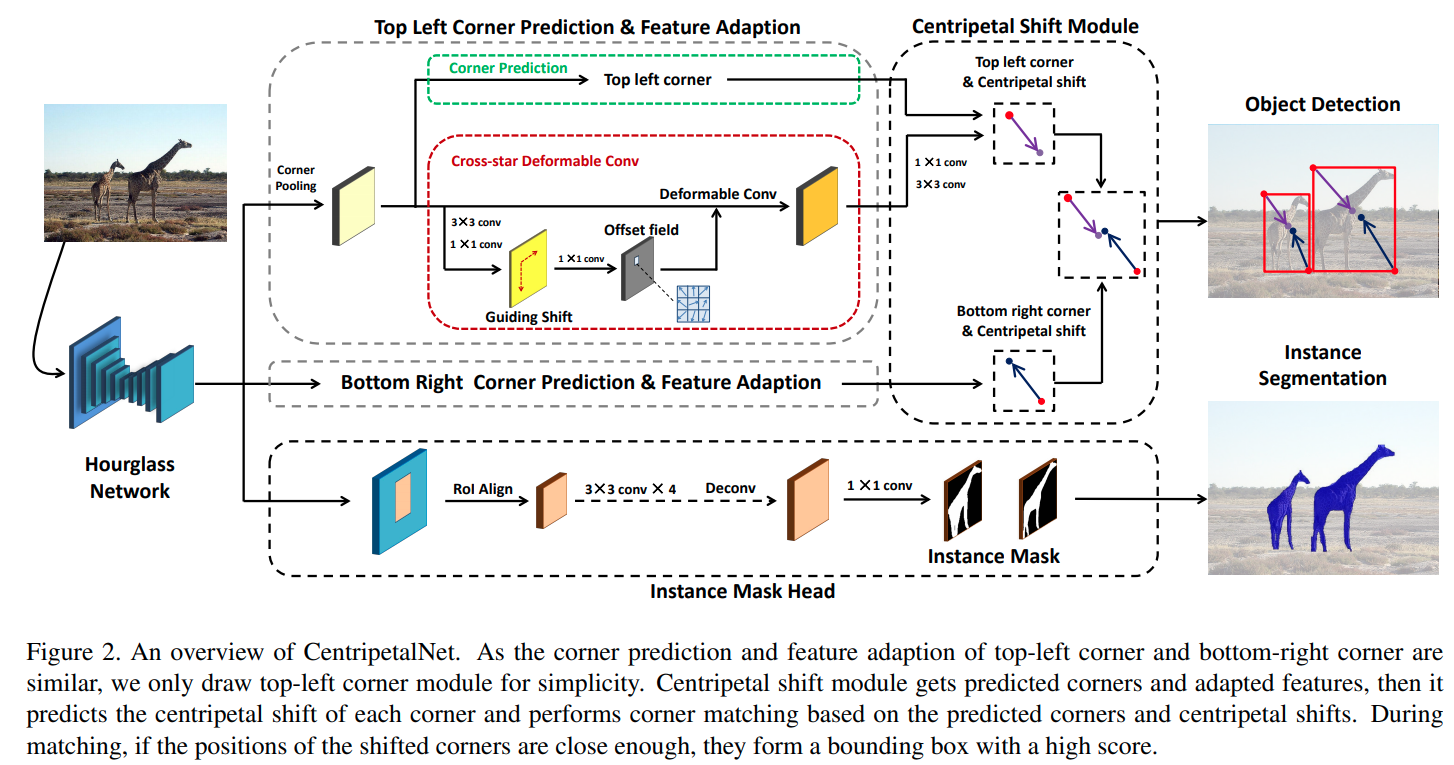 Top Left Corner Prediction & Feature Adaption
Centripetal Shift Module
Corner Prediction
Top left corner
Top left corner
& Centripetal shift
Object Detection
Corner
Pooling
Cross-star Deformable Conv
Deformable Conv
1×1 conv
3×3 conv
3×3 conv
1×1 conv
Offset field
1×1 conv
Guiding Shift
Bottom right corner
& Centripetal shift
Bottom Right Corner Prediction & Feature Adaption
Instance
Segmentation
Hourglass
Network
RoI Align
3×3 conv × 4
Deconv
1×1 conv
Instance Mask
Instance Mask Head
Figure 2. An overview of CentripetalNet. As the corner prediction and feature adaption of top-left corner and bottom-right corner are
similar, we only draw top-left corner module for simplicity. Centripetal shift module gets predicted corners and adapted features, then it
predicts the centripetal shift of each corner and performs corner matching based on the predicted corners and centripetal shifts. During
matching, if the positions of the shifted corners are close enough, they form a bounding box with a high score.